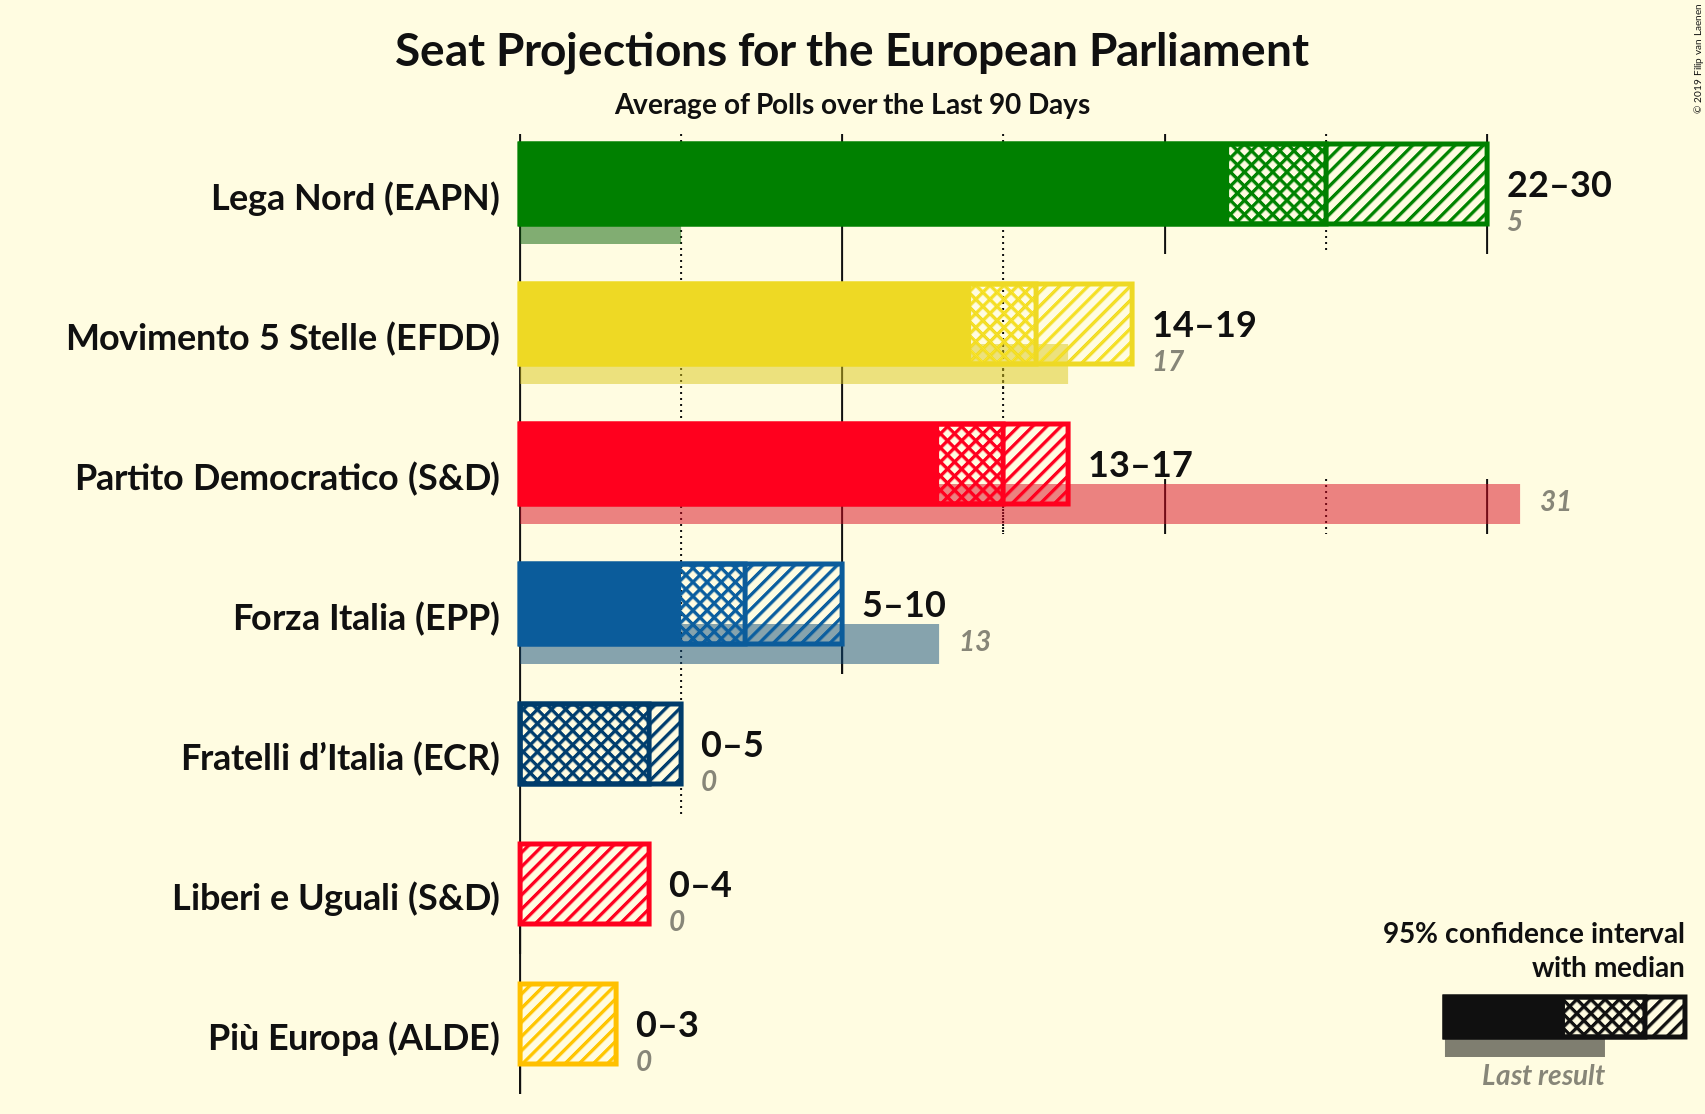 Seat Projections for the European Parliament
Average of Polls over the Last 90 Days
© 2019 Filip van Laenen
Lega Nord (EAPN)
22–30
5
Movimento 5 Stelle (EFDD)
14–19
17
Partito Democratico (S&D)
13–17
31
Forza Italia (EPP)
5–10
13
Fratelli d’Italia (ECR)
0–5
0
Liberi e Uguali (S&D)
0–4
0
Più Europa (ALDE)
0–3
0
95% confidence interval
with median
Last result